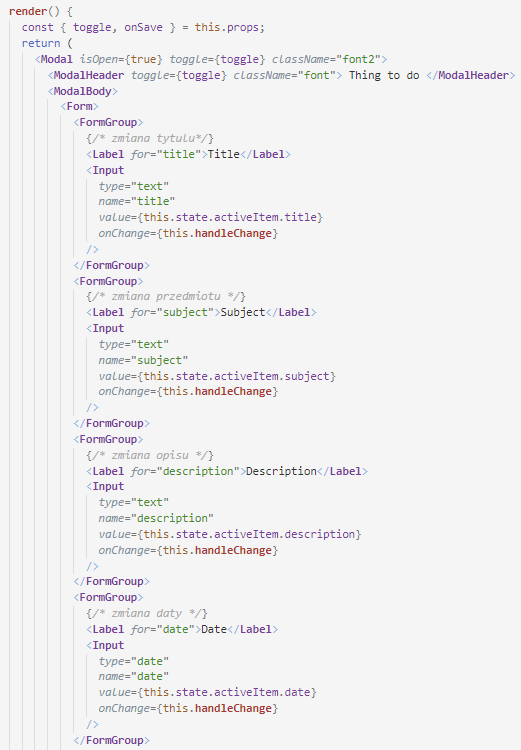 render() {
const { toggle, onSave } = this.props;
return (
<Modal isOpen={true} toggle={toggle} className="font2">
<ModalHeader toggle={toggle} className="font"> Thing to do </ModalHeader>
<ModalBody>
<Form>
<FormGroup>
{/* zmiana tytulu*/}
<Label for="title">Title</Label>
<Input
type="text"
name="title"
value={this.state.activeItem.title}
onChange={this.handleChange}
/>
</FormGroup>
<FormGroup>
{/* zmiana przedmiotu */}
<Label for="subject">Subject</Label>
<Input
type="text"
name="subject"
value={this.state.activeItem.subject}
onChange={this.handleChange}
/>
</FormGroup>
<FormGroup>
{/* zmiana opisu */}
<Label for="description">Description</Label>
<Input
type="text"
name="description"
value={this.state.activeItem.description}
onChange={this.handleChange}
/>
</FormGroup>
<FormGroup>
{/* zmiana daty */}
<Label for="date">Date</Label>
<Input
type="date"
name="date"
value={this.state.activeItem.date}
onChange={this.handleChange}
/>
</FormGroup>